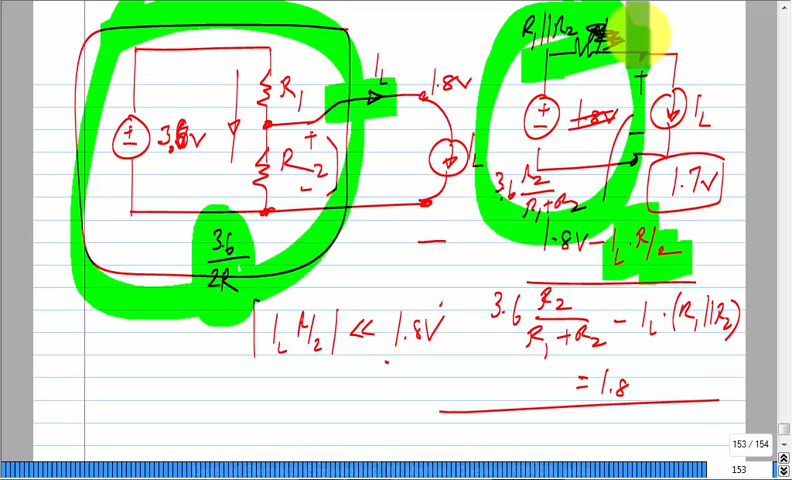 R1||R2
IL
1.8V
R1
+
+
3.6V
1.8V
IL
IL
R2
-
-
3.6 R2/(R1+R2)
1.7V
3.6/2R
1.8V - IL·R/2
|IL R/2| << 1.8V
3.6 R2/(R1+R2) - IL·(R1||R2)
= 1.8
153 / 154
153